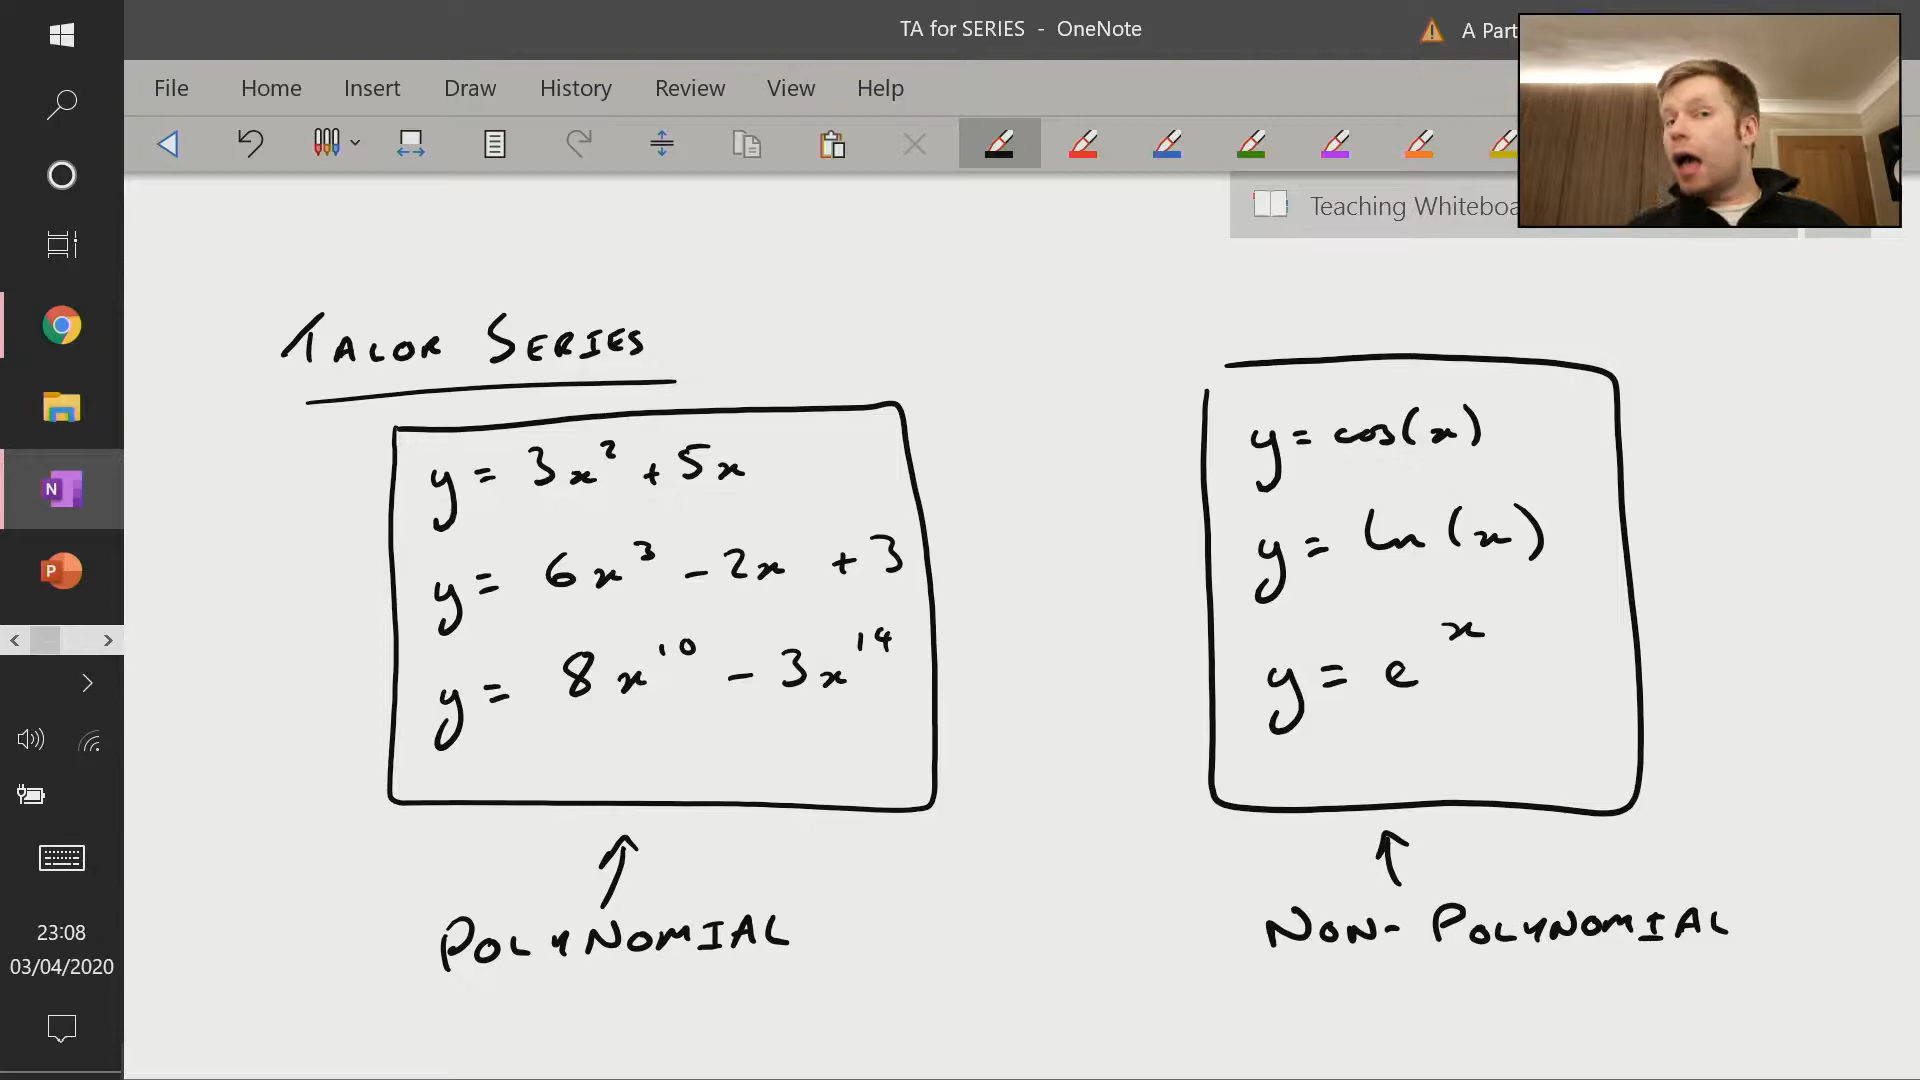 TA for SERIES - OneNote
A Part
File Home Insert Draw History Review View Help
Teaching Whiteboa
TALOR SERIES
y = 3x² + 5x
y = 6x³ - 2x + 3
y = 8x¹⁰ - 3x¹⁴
POLYNOMIAL
y = cos(x)
y = ln(x)
y = eˣ
NON-POLYNOMIAL
N
P
23:08
03/04/2020